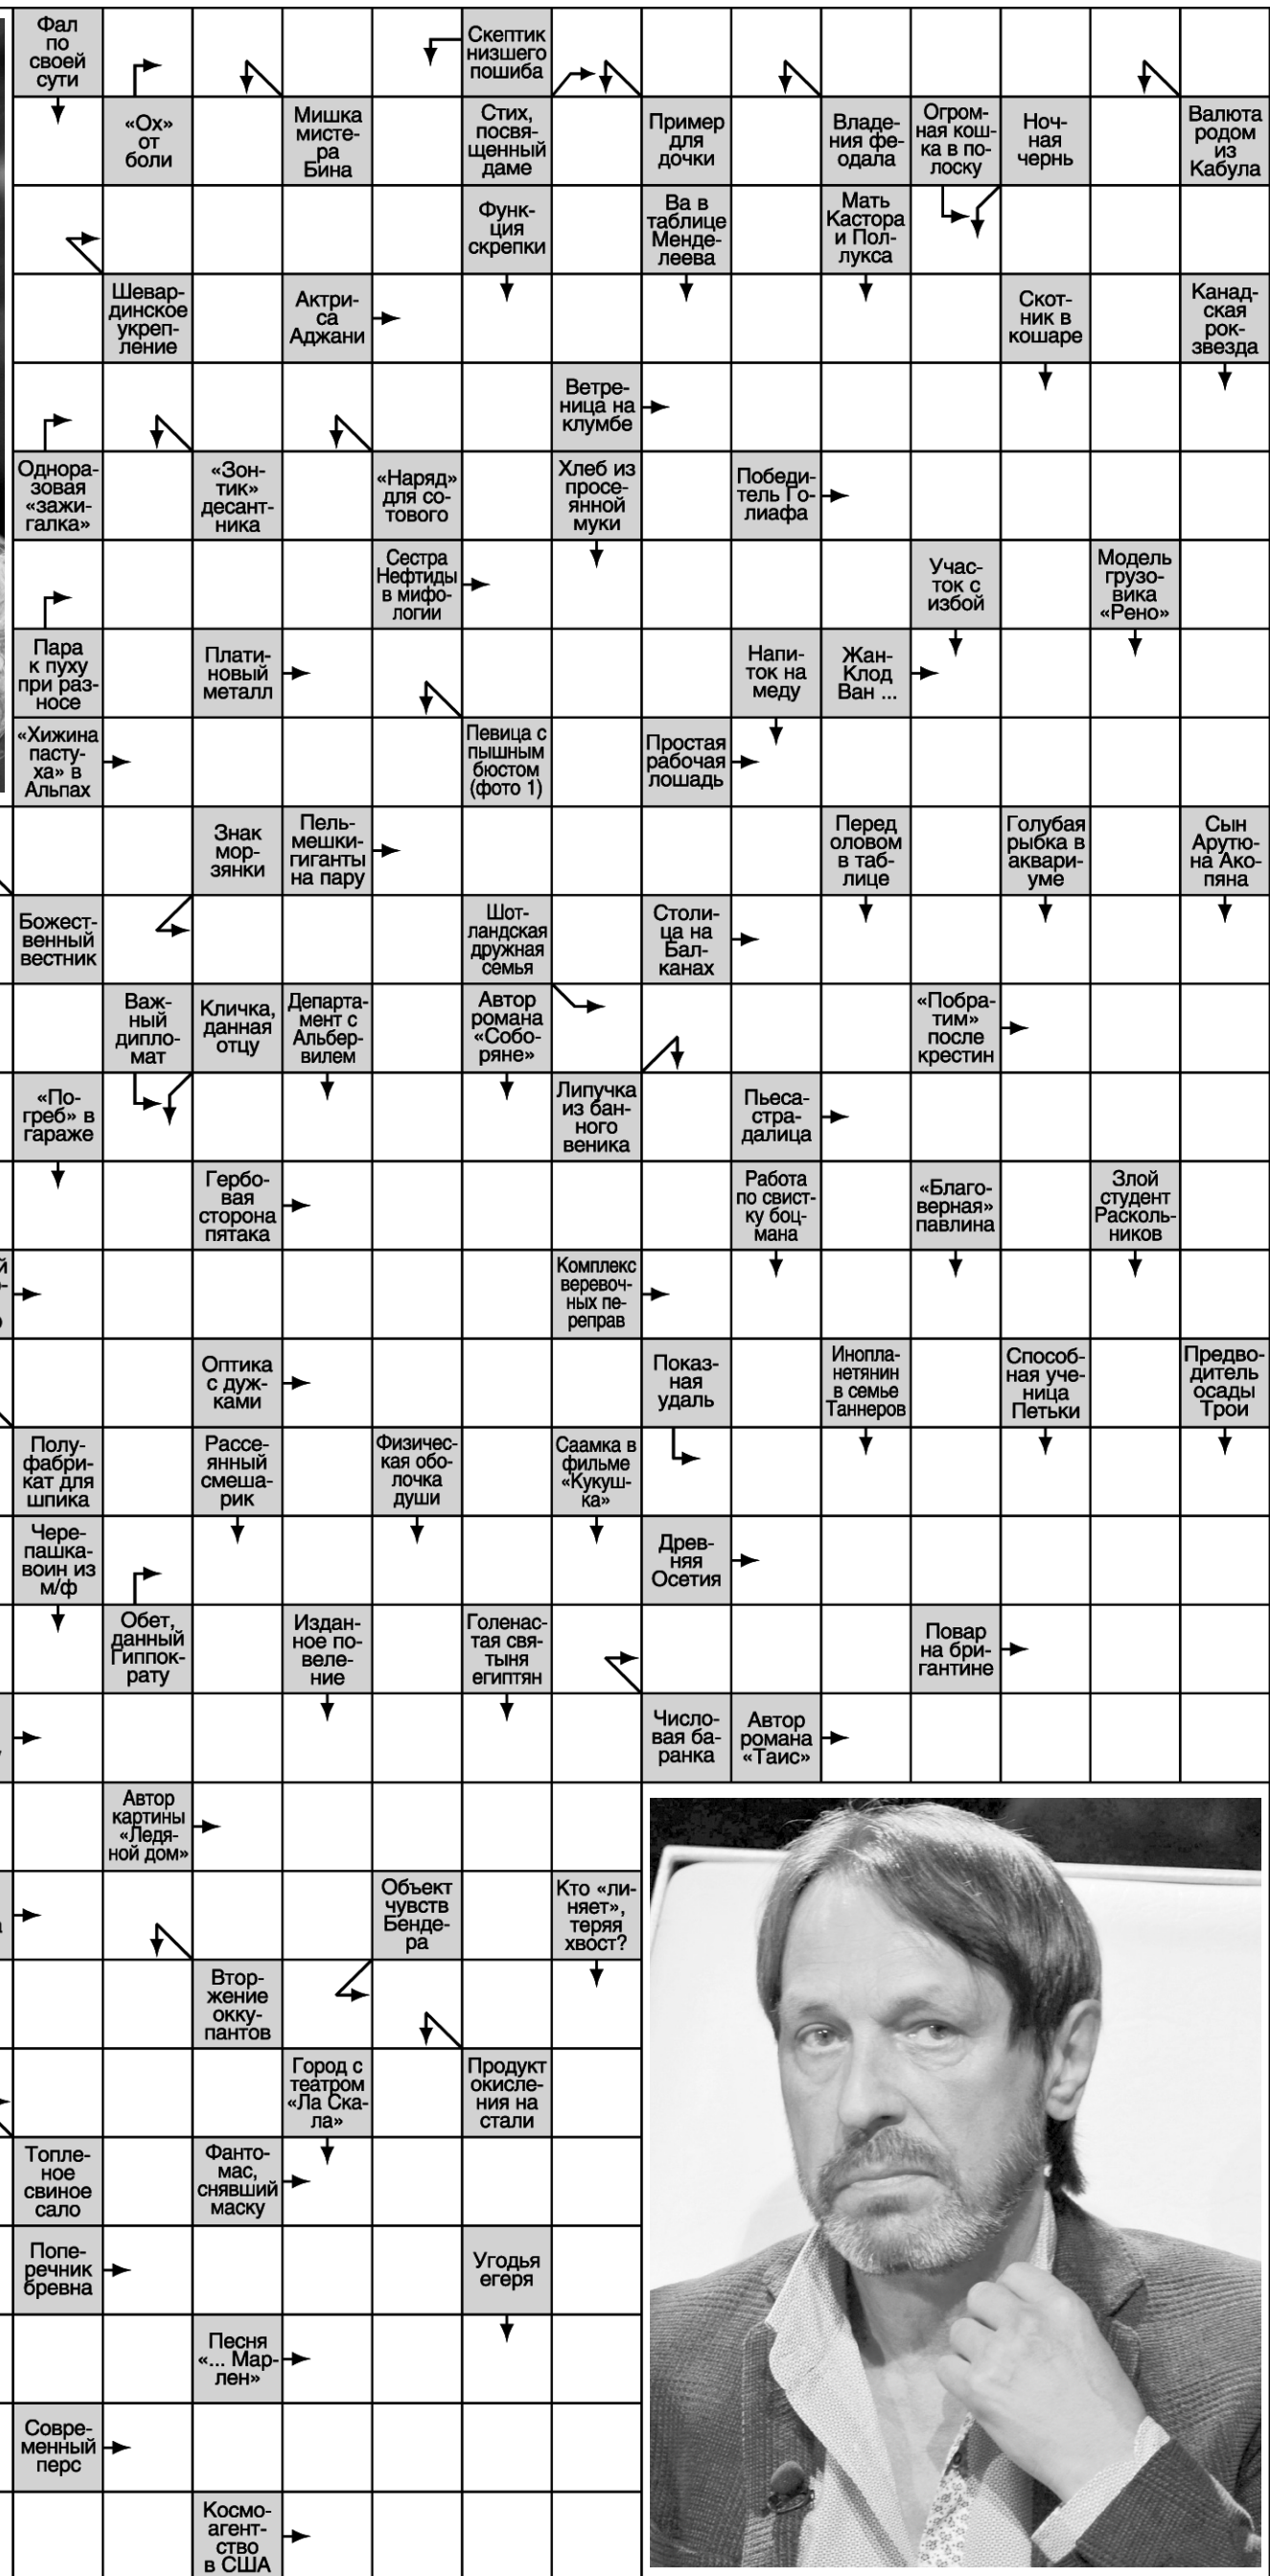 Фал
по
своей
сути
Скептик
низшего
пошиба
«Ох»
от
боли
Мишка
мисте-
ра
Бина
Стих,
посвя-
щенный
даме
Пример
для
дочки
Владе-
ния фе-
одала
Огром-
ная кош-
ка в по-
лоску
Ноч-
ная
чернь
Валюта
родом
из
Кабула
Функ-
ция
скрепки
Ва в
таблице
Менде-
леева
Мать
Кастора
и Пол-
лукса
Шевар-
динское
укреп-
ление
Актри-
са
Аджани
Скот-
ник в
кошаре
Канад-
ская
рок-
звезда
Ветре-
ница на
клумбе
Однора-
зовая
«зажи-
галка»
«Зон-
тик»
десант-
ника
«Наряд»
для со-
тового
Хлеб из
просе-
янной
муки
Победи-
тель Го-
лиафа
Сестра
Нефтиды
в мифо-
логии
Учас-
ток с
избой
Модель
грузо-
вика
«Рено»
Пара
к пуху
при раз-
носе
Плати-
новый
металл
Напи-
ток на
меду
Жан-
Клод
Ван ...
«Хижина
пасту-
ха» в
Альпах
Певица с
пышным
бюстом
(фото 1)
Простая
рабочая
лошадь
Знак
мор-
зянки
Пель-
мешки-
гиганты
на пару
Перед
оловом
в таб-
лице
Голубая
рыбка в
аквари-
уме
Сын
Арутю-
на Ако-
пяна
Божест-
венный
вестник
Шот-
ландская
дружная
семья
Столи-
ца на
Бал-
канах
Важ-
ный
дипло-
мат
Кличка,
данная
отцу
Департа-
мент с
Альбер-
вилем
Автор
романа
«Собо-
ряне»
«Побра-
тим»
после
крестин
«По-
греб» в
гараже
Липучка
из бан-
ного
веника
Пьеса-
стра-
далица
Гербо-
вая
сторона
пятака
Работа
по свист-
ку боц-
мана
«Благо-
верная»
павлина
Злой
студент
Расколь-
ников
Комплекс
веревоч-
ных пе-
реправ
Оптика
с дуж-
ками
Показ-
ная
удаль
Инопла-
нетянин
в семье
Таннеров
Способ-
ная уче-
ница
Петьки
Предво-
дитель
осады
Трои
Полу-
фабри-
кат для
шпика
Рассе-
янный
смеша-
рик
Физичес-
кая обо-
лочка
души
Саамка в
фильме
«Кукуш-
ка»
Чере-
пашка-
воин из
м/ф
Древ-
няя
Осетия
Обет,
данный
Гиппок-
рату
Издан-
ное по-
веле-
ние
Голенас-
тая свя-
тыня
египтян
Повар
на бри-
гантине
Число-
вая ба-
ранка
Автор
романа
«Таис»
Автор
картины
«Ледя-
ной дом»
Объект
чувств
Бенде-
ра
Кто «ли-
няет»,
теряя
хвост?
Втор-
жение
окку-
пантов
Город с
театром
«Ла Ска-
ла»
Продукт
окисле-
ния на
стали
Топле-
ное
свиное
сало
Фанто-
мас,
снявший
маску
Попе-
речник
бревна
Угодья
егеря
Песня
«... Мар-
лен»
Совре-
менный
перс
Космо-
агент-
ство
в США